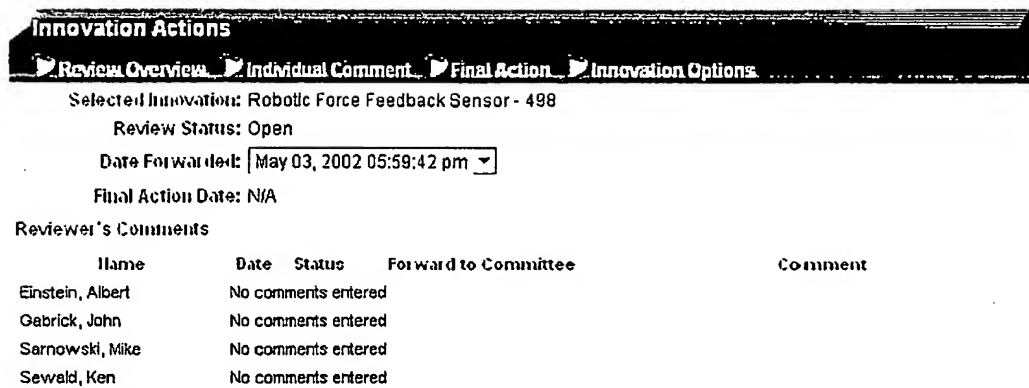 Innovation Actions
Review Overview Individual Comment Final Action Innovation Options
Selected Innovation: Robotic Force Feedback Sensor - 498
Review Status: Open
Date Forwarded: May 03, 2002 05:59:42 pm
Final Action Date: N/A
Reviewer's Comments
Name Date Status Forward to Committee Comment
Einstein, Albert No comments entered
Gabrick, John No comments entered
Sarnowski, Mike No comments entered
Sewald, Ken No comments entered